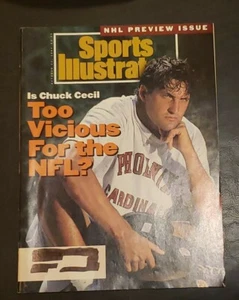 NHL PREVIEW ISSUE
Sports
Illustrated
Is Chuck Cecil
Too
Vicious
For the
NFL?
PHOENIX
CARDINALS